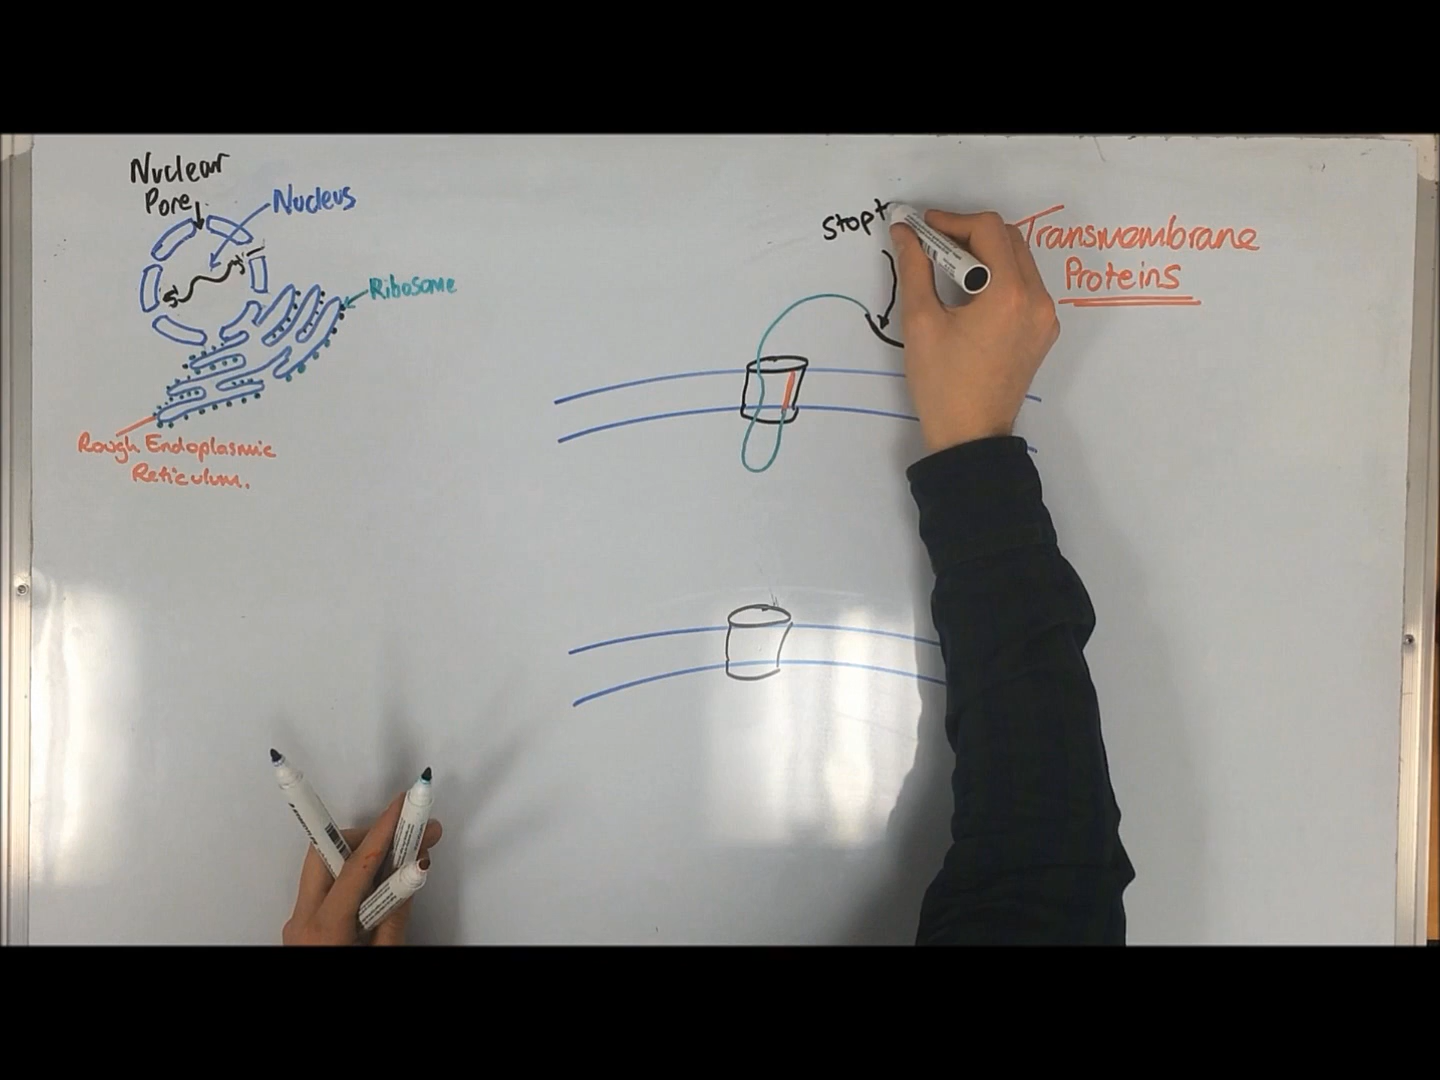 Nuclear
Pore
Nucleus
5'
3'
Ribosome
Rough Endoplasmic
Reticulum.
Stop t
Transmembrane
Proteins